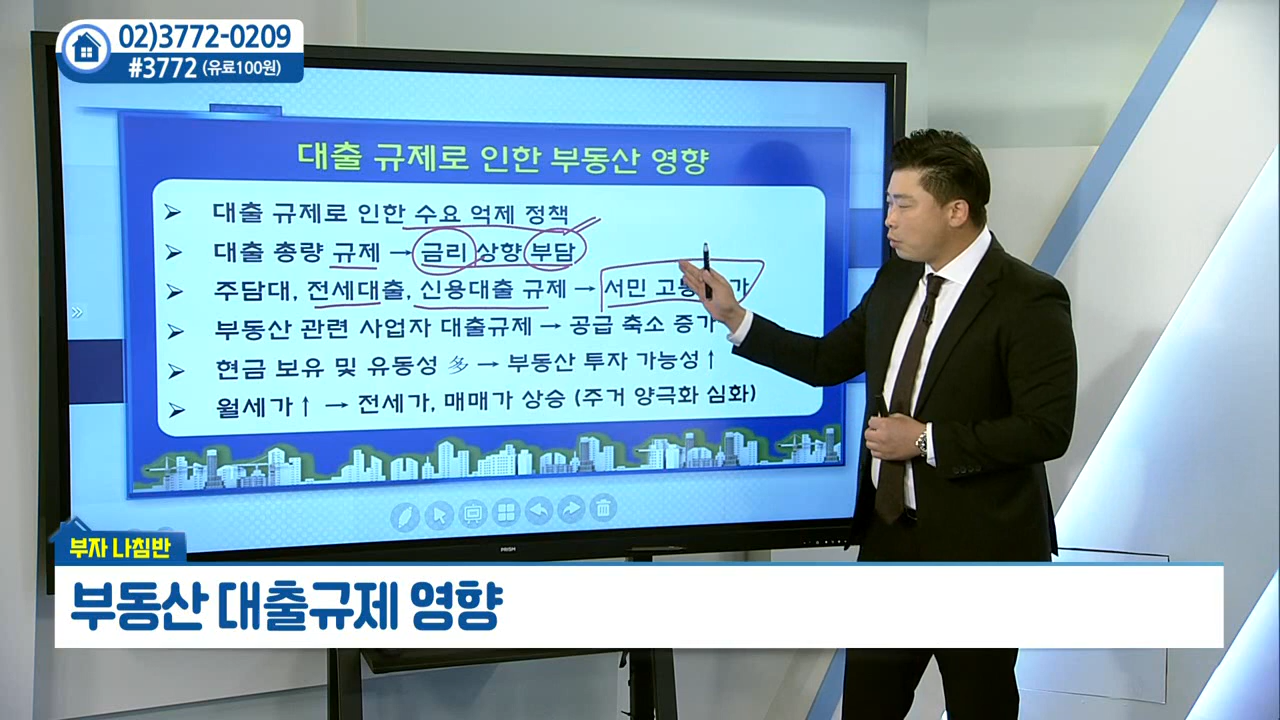 02)3772-0209
#3772 (유료100원)
대출 규제로 인한 부동산 영향
➢ 대출 규제로 인한 수요 억제 정책
➢ 대출 총량 규제 → 금리 상향 부담
➢ 주담대, 전세대출, 신용대출 규제 → 서민 고통
➢ 부동산 관련 사업자 대출규제 → 공급 축소 증가
➢ 현금 보유 및 유동성 多 → 부동산 투자 가능성↑
➢ 월세가↑ → 전세가, 매매가 상승 (주거 양극화 심화)
PRISM
부자 나침반
부동산 대출규제 영향